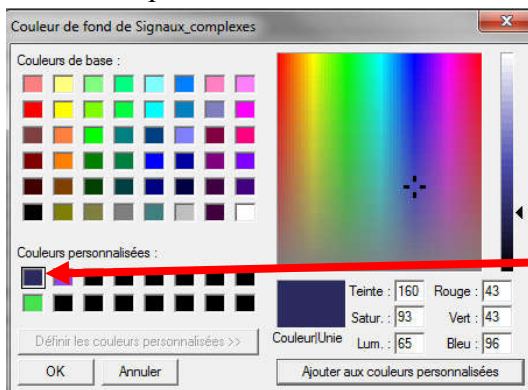 Couleur de fond de Signaux_complexes
Couleurs de base :
Couleurs personnalisées :
Définir les couleurs personnalisées >>
OK
Annuler
Couleur|Unie
Teinte : 160
Rouge : 43
Satur. : 93
Vert : 43
Lum. : 65
Bleu : 96
Ajouter aux couleurs personnalisées